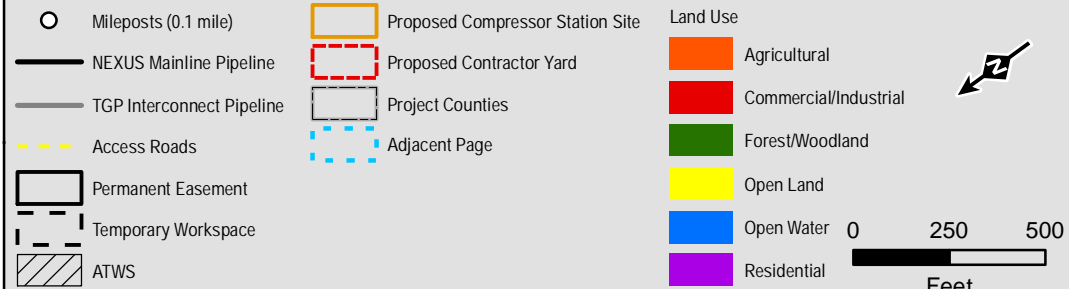 Mileposts (0.1 mile)
NEXUS Mainline Pipeline
TGP Interconnect Pipeline
Access Roads
Permanent Easement
Temporary Workspace
ATWS
Proposed Compressor Station Site
Proposed Contractor Yard
Project Counties
Adjacent Page
Land Use
Agricultural
Commercial/Industrial
Forest/Woodland
Open Land
Open Water
Residential
N
0 250 500
Feet